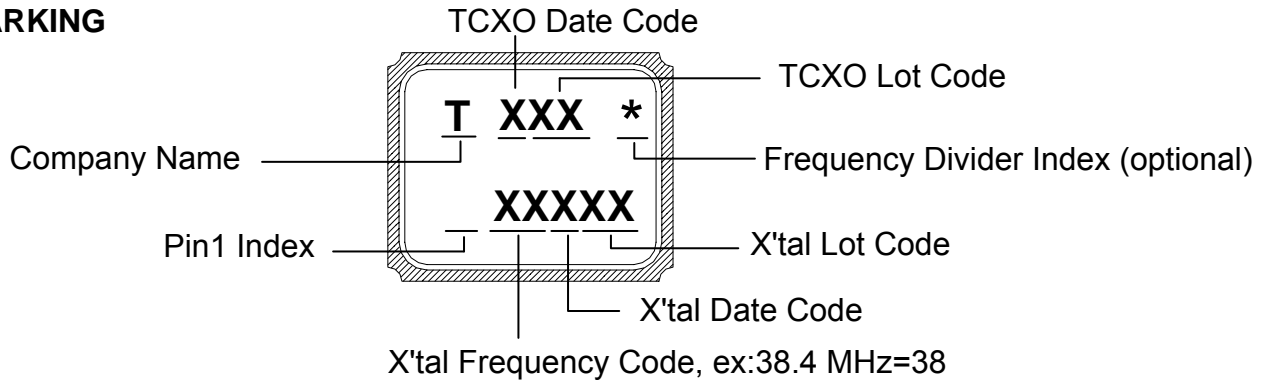 ARKING
TCXO Date Code
TCXO Lot Code
T XXX *
Company Name
Frequency Divider Index (optional)
XXXXX
Pin1 Index
X'tal Lot Code
X'tal Date Code
X'tal Frequency Code, ex:38.4 MHz=38